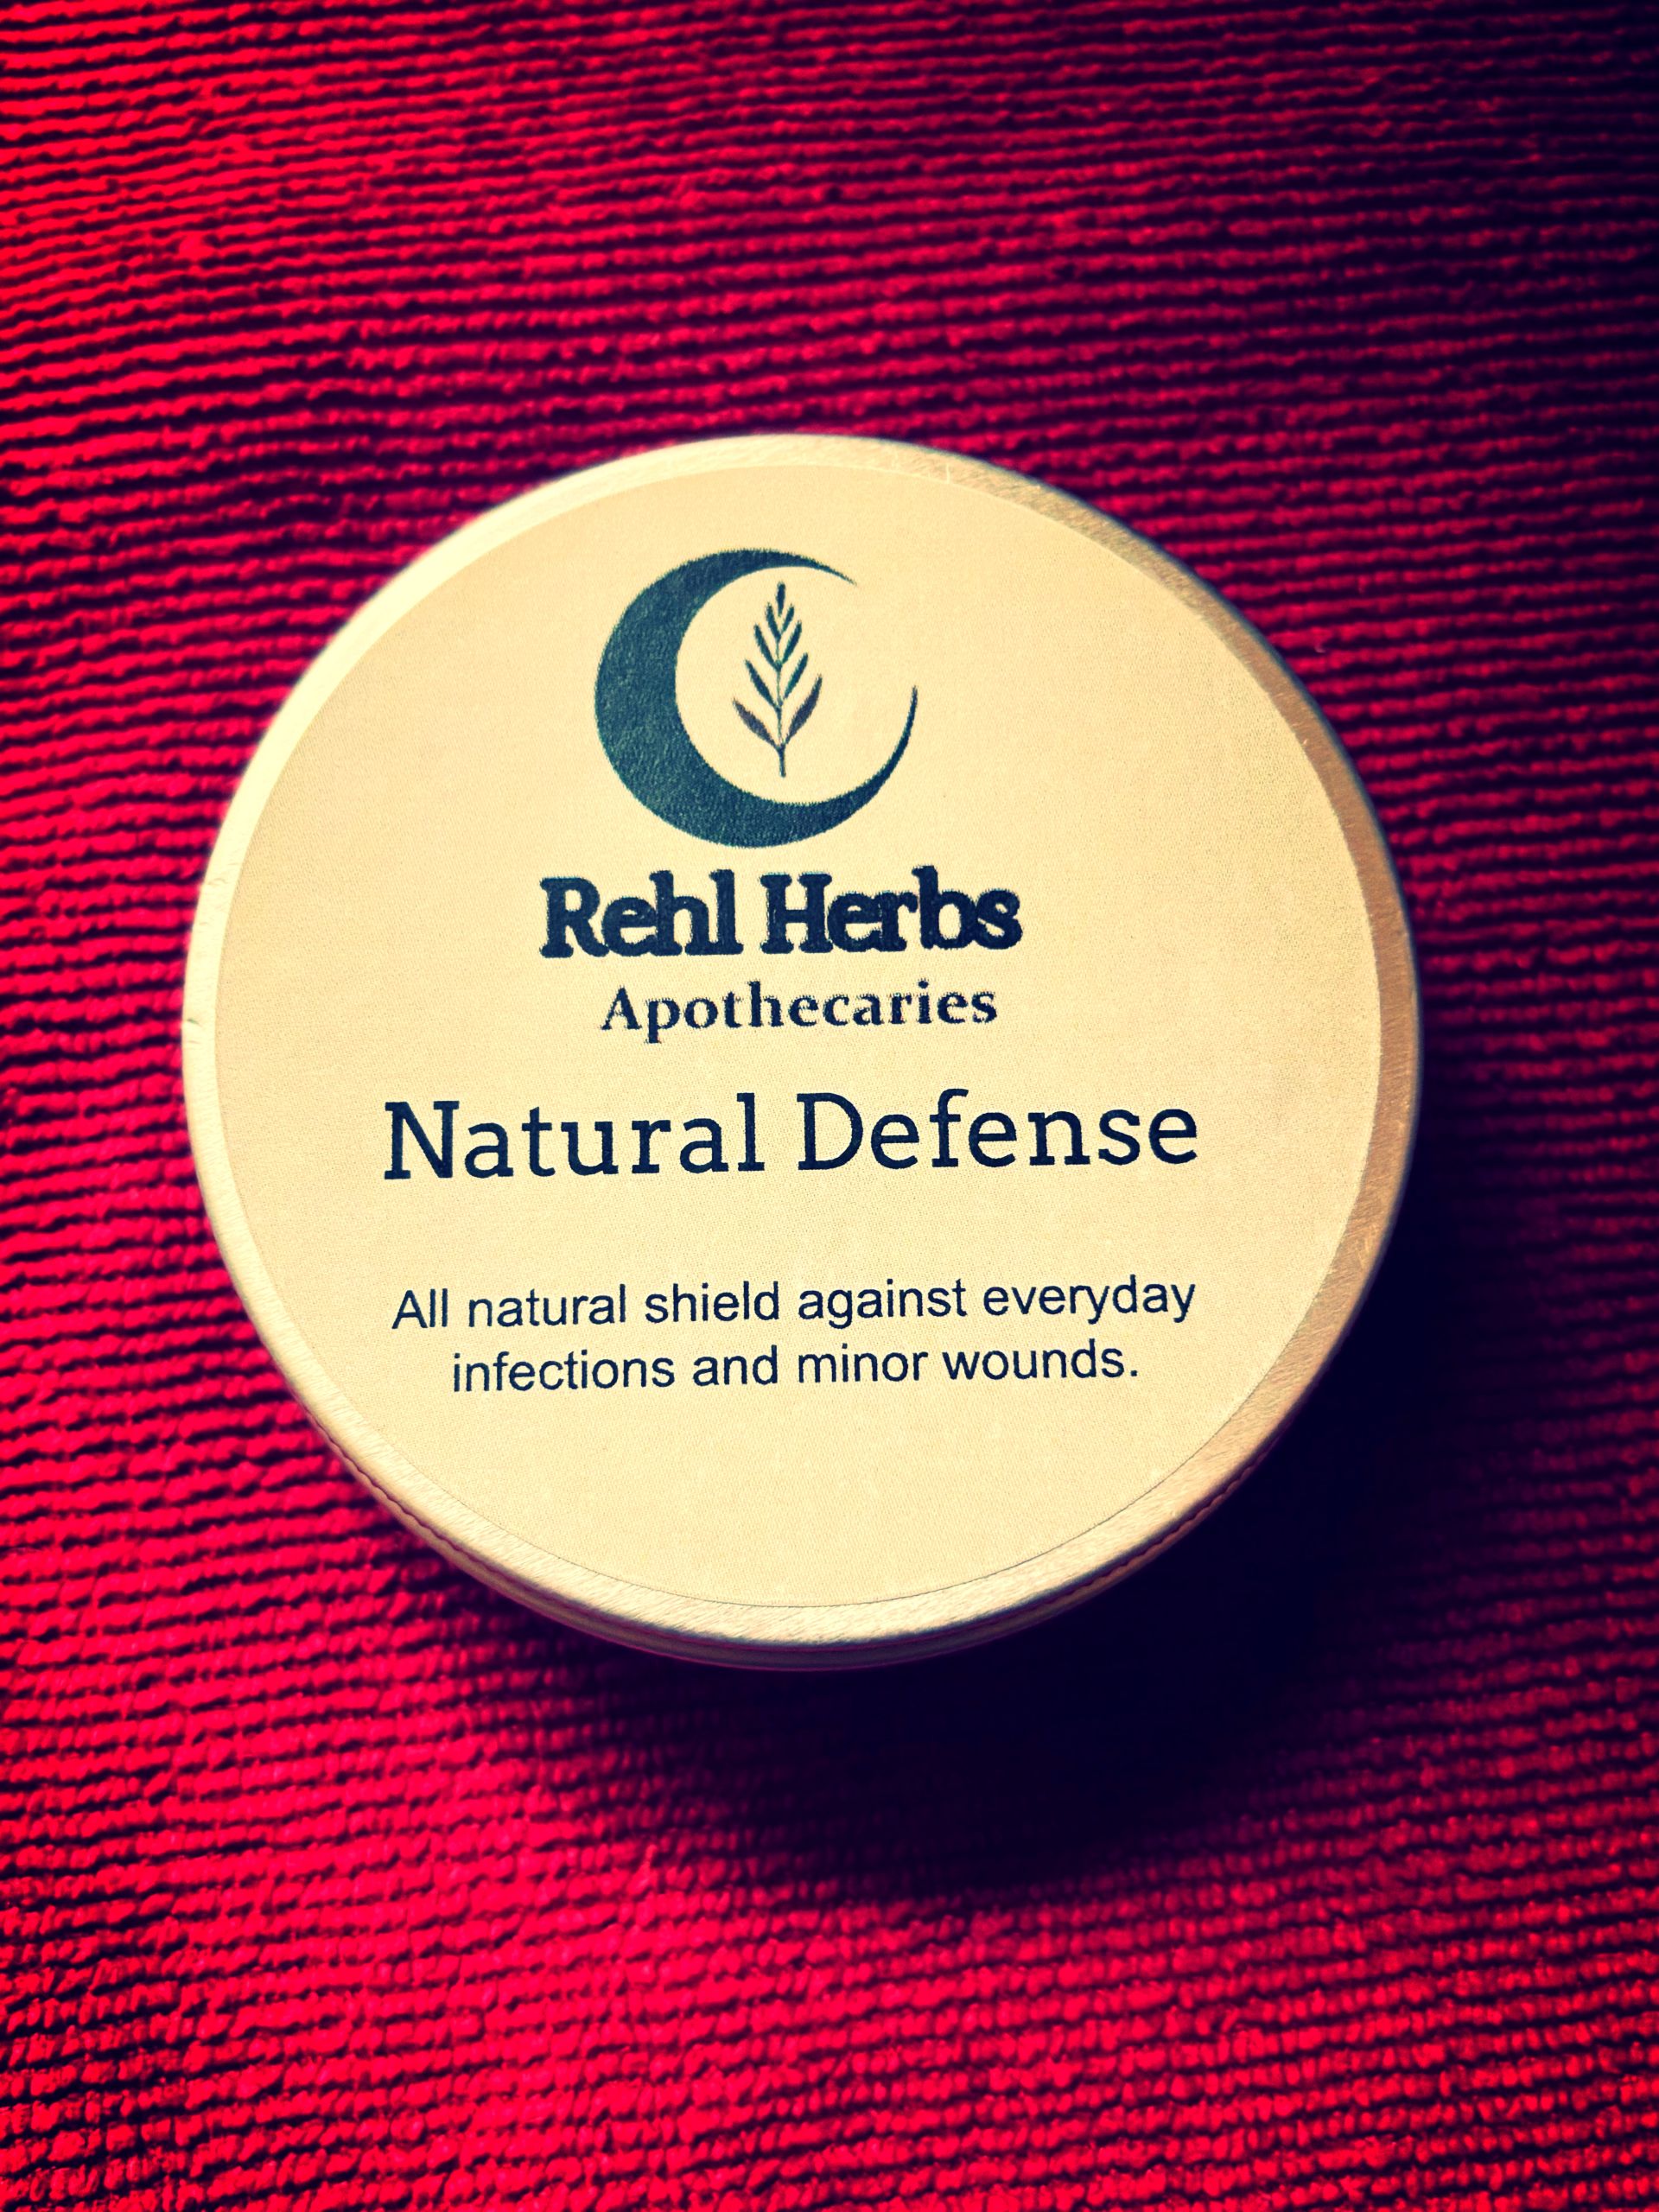 Rehl Herbs
Apothecaries
Natural Defense
All natural shield against everyday
infections and minor wounds.